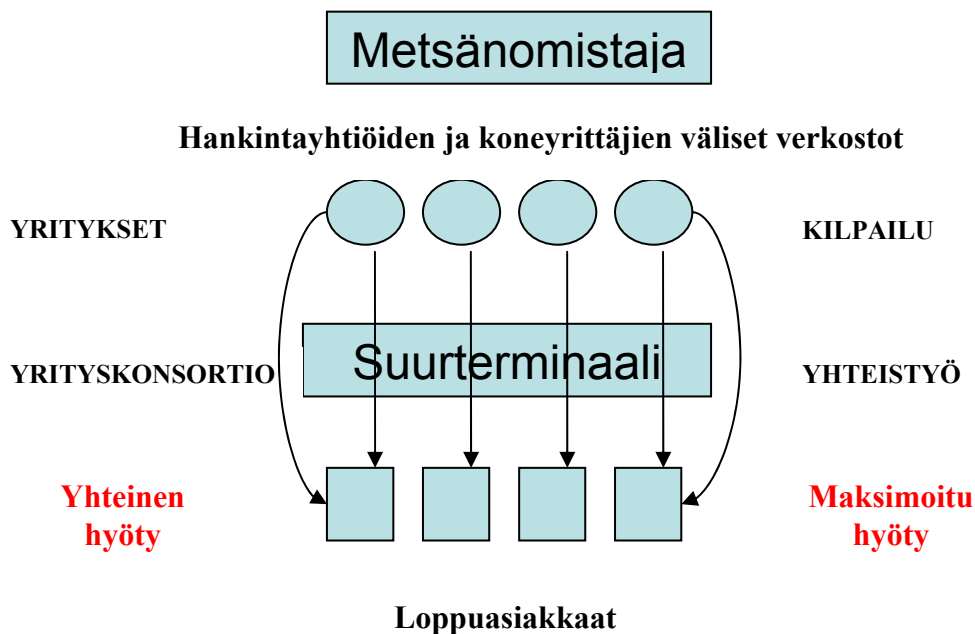 Metsänomistaja
Hankintayhtiöiden ja koneyrittäjien väliset verkostot
YRITYKSET
KILPAILU
YRITYSKONSORTIO
Suurterminaali
YHTEISTYÖ
Yhteinen
hyöty
Maksimoitu
hyöty
Loppuasiakkaat